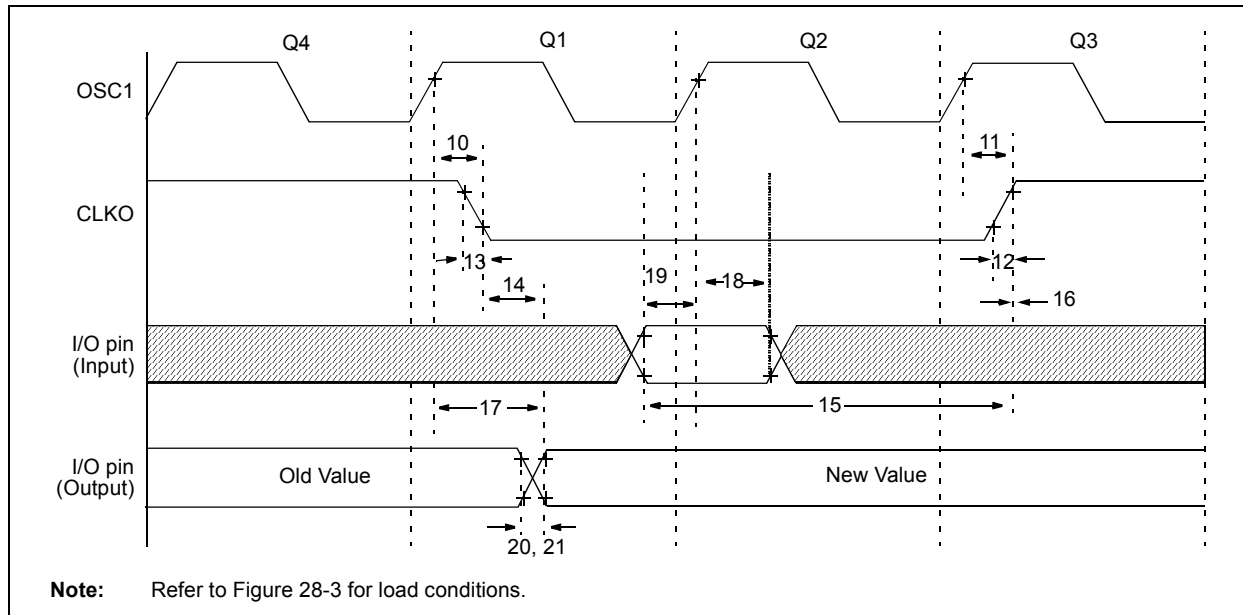 Q4 Q1 Q2 Q3
OSC1
10 11
CLKO
13 12
14 19 18 16
I/O pin
(Input)
17 15
I/O pin
(Output)
Old Value New Value
20, 21
Note: Refer to Figure 28-3 for load conditions.